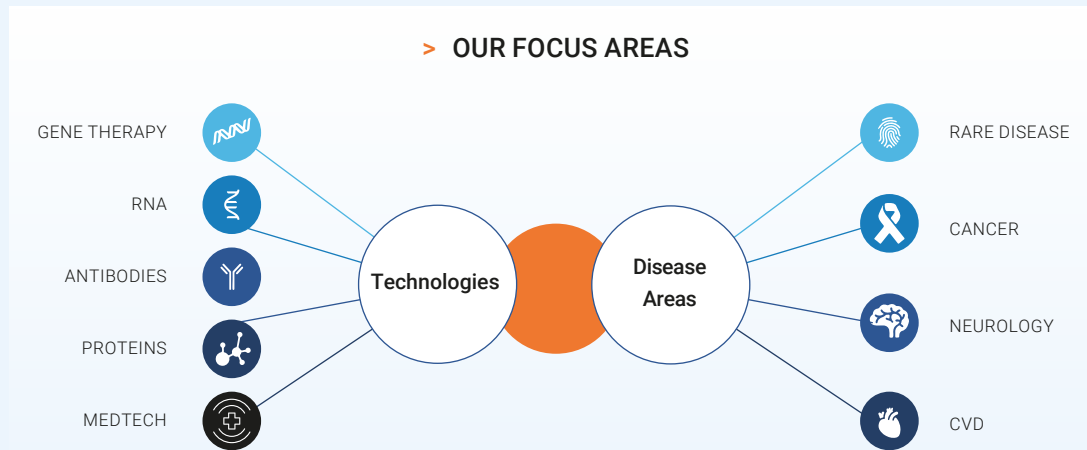 > OUR FOCUS AREAS
GENE THERAPY
RNA
ANTIBODIES
PROTEINS
MEDTECH
Technologies
Disease
Areas
RARE DISEASE
CANCER
NEUROLOGY
CVD